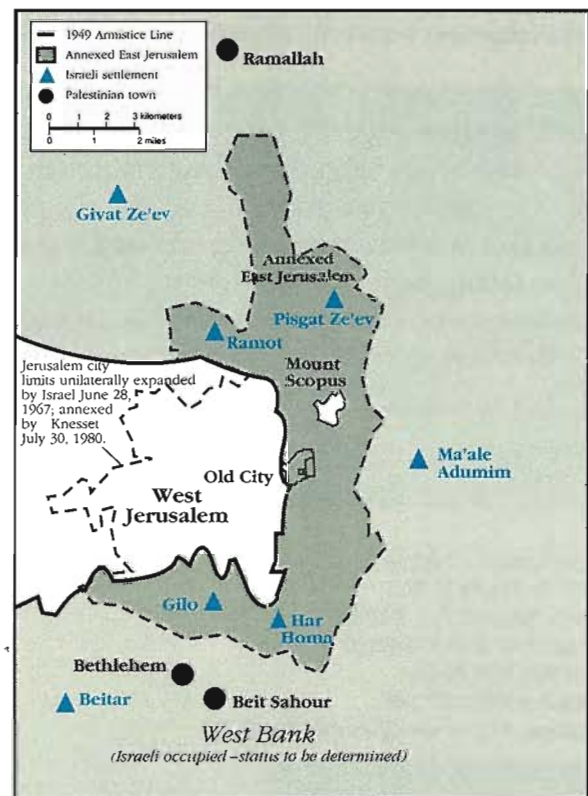 1949 Armistice Line
Annexed East Jerusalem
Israeli settlement
Palestinian town
0 1 2 3 kilometers
0 1 2 miles
Ramallah
Givat Ze'ev
Annexed
East Jerusalem
Pisgat Ze'ev
Ramot
Mount
Scopus
Jerusalem city
limits unilaterally expanded
by Israel June 28,
1967; annexed
by Knesset
July 30, 1980.
Old City
Ma'ale
Adumim
West
Jerusalem
Gilo
Har
Homa
Bethlehem
Beitar
Beit Sahour
West Bank
(Israeli occupied–status to be determined)